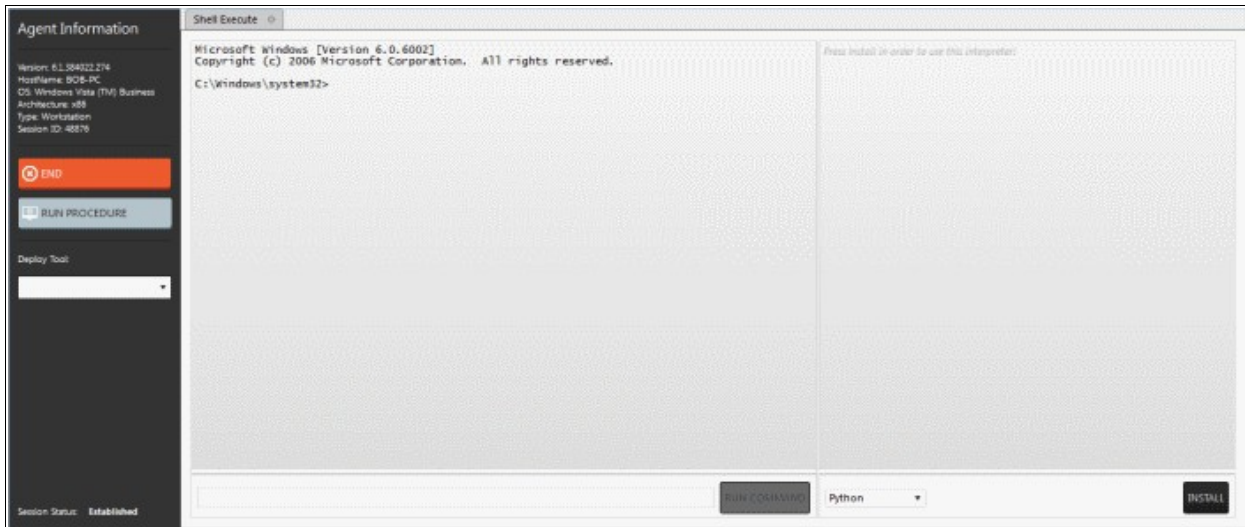 Agent Information
Version: 6.1.384022.274
HostName: BOB-PC
OS: Windows Vista (TM) Business
Architecture: x86
Type: Workstation
Session ID: 48876
END
RUN PROCEDURE
Deploy Tool:
Session Status: Established
Shell Execute
Microsoft Windows [Version 6.0.6002]
Copyright (c) 2006 Microsoft Corporation.  All rights reserved.
C:\Windows\system32>
RUN COMMAND
Press install in order to use this interpreter:
Python
INSTALL